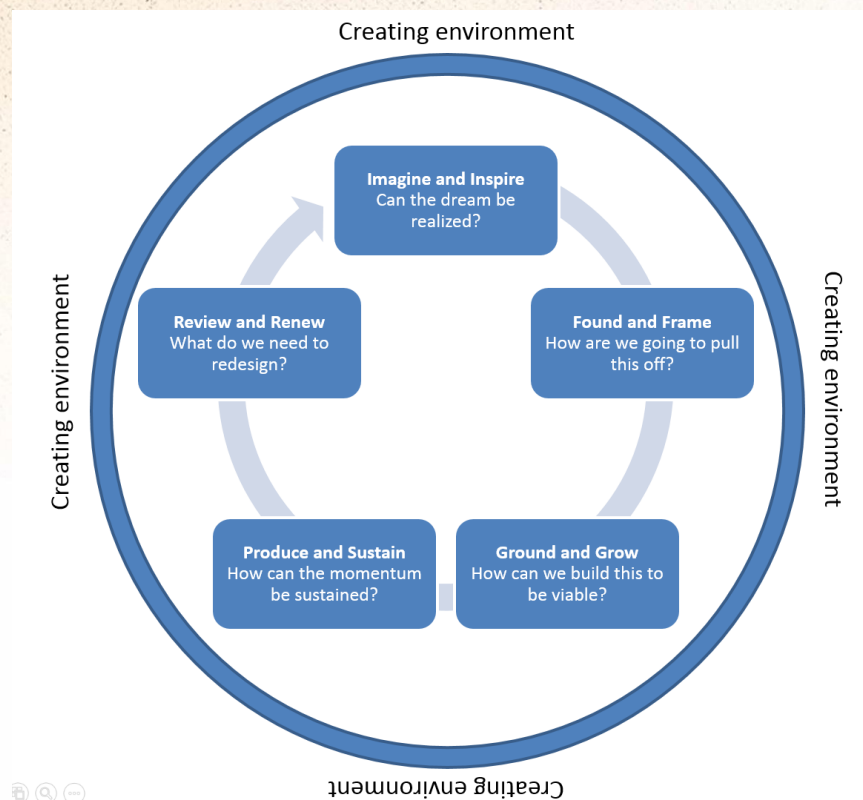 Creating environment
Imagine and Inspire
Can the dream be
realized?
Found and Frame
How are we going to pull
this off?
Ground and Grow
How can we build this to
be viable?
Produce and Sustain
How can the momentum
be sustained?
Review and Renew
What do we need to
redesign?
Creating environment
Creating environment
Creating environment